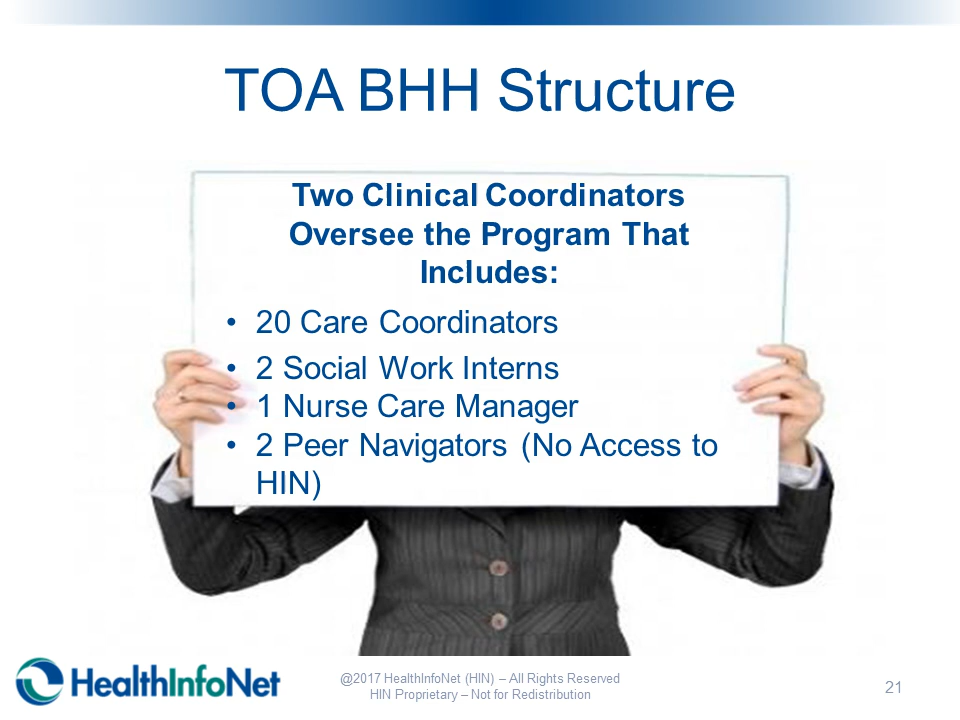 TOA BHH Structure
Two Clinical Coordinators
Oversee the Program That
Includes:
• 20 Care Coordinators
• 2 Social Work Interns
• 1 Nurse Care Manager
• 2 Peer Navigators (No Access to
HIN)
HealthInfoNet
@2017 HealthInfoNet (HIN) – All Rights Reserved
HIN Proprietary – Not for Redistribution
21